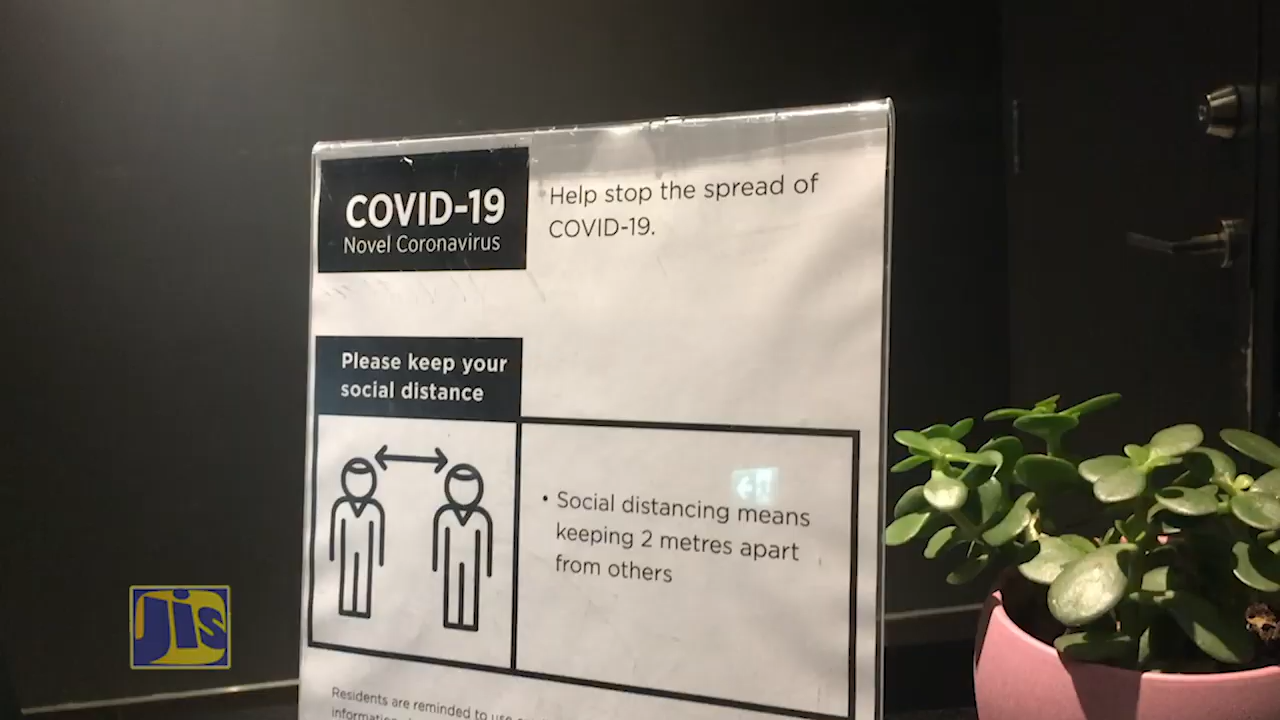 COVID-19
Novel Coronavirus
Help stop the spread of
COVID-19.
Please keep your
social distance
• Social distancing means
keeping 2 metres apart
from others
Residents are reminded to use
information
Jis